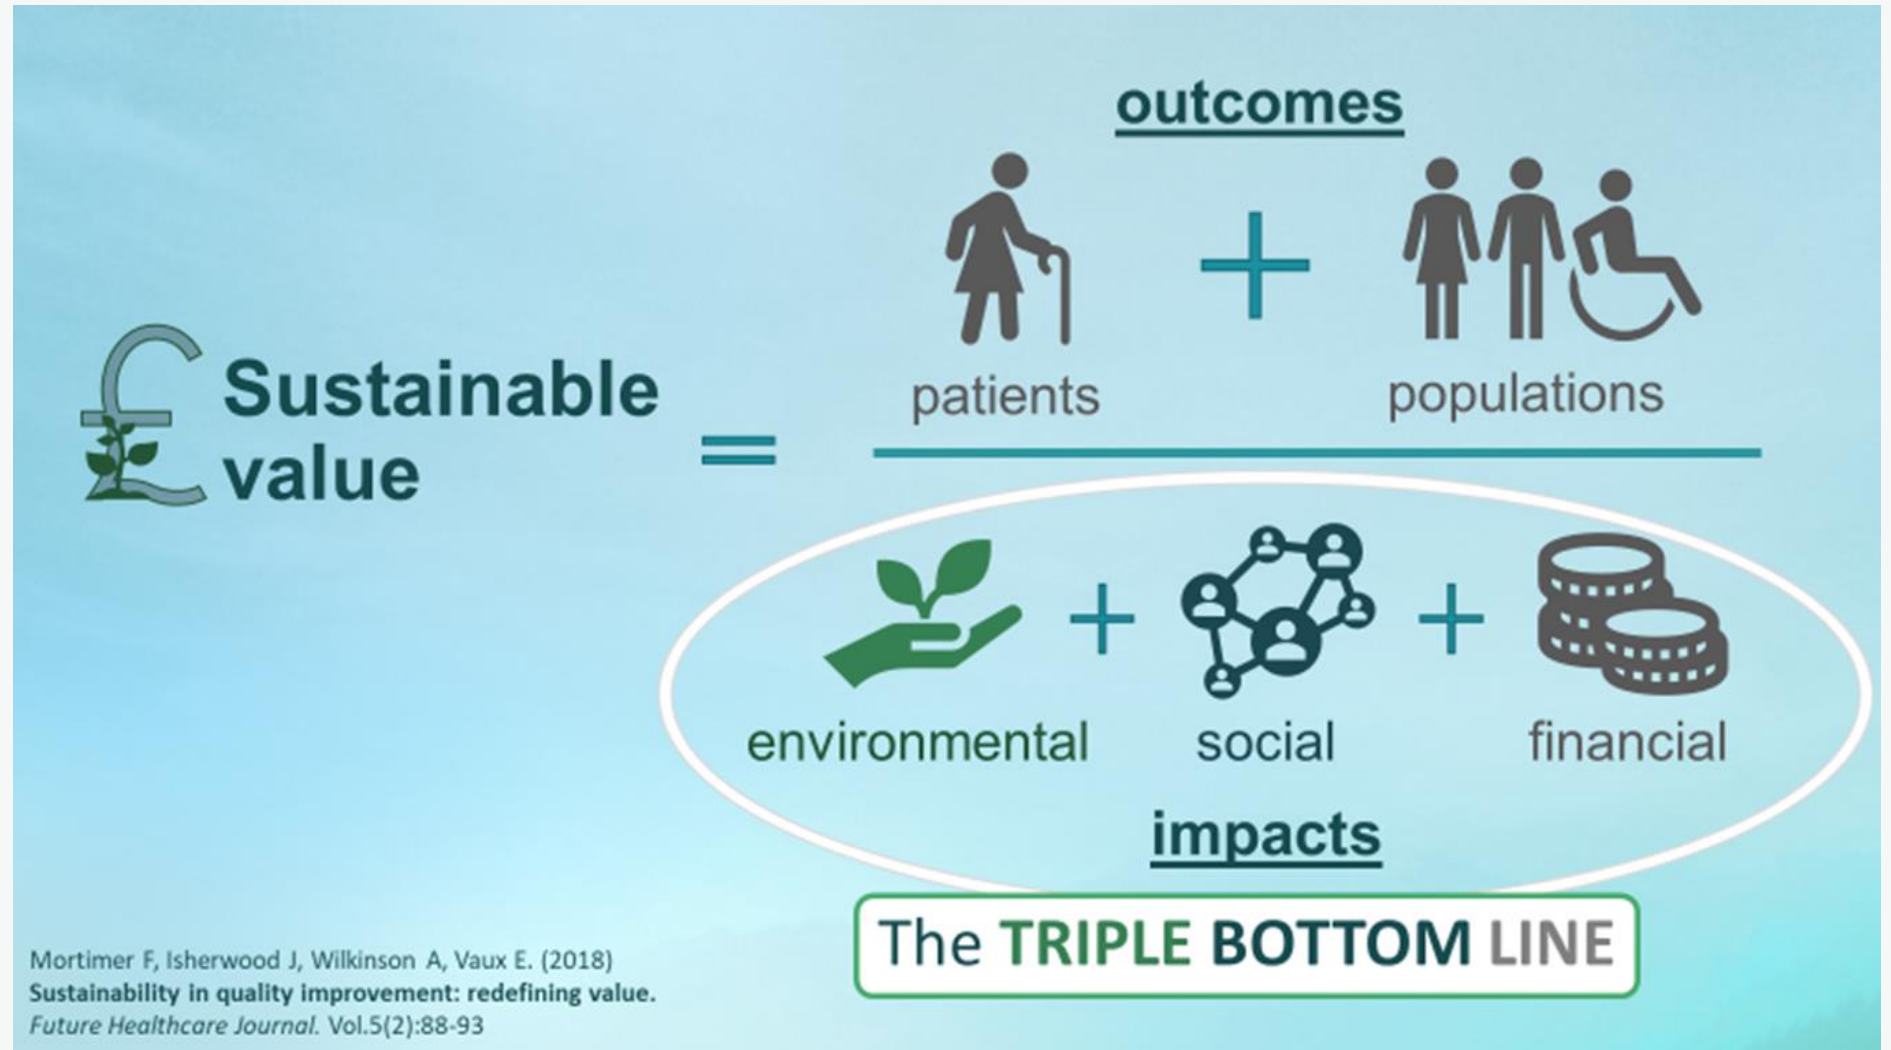 outcomes
Sustainable
value
=
patients
+
populations
environmental
+
social
+
financial
impacts
The TRIPLE BOTTOM LINE
Mortimer F, Isherwood J, Wilkinson A, Vaux E. (2018)
Sustainability in quality improvement: redefining value.
Future Healthcare Journal. Vol.5(2):88-93